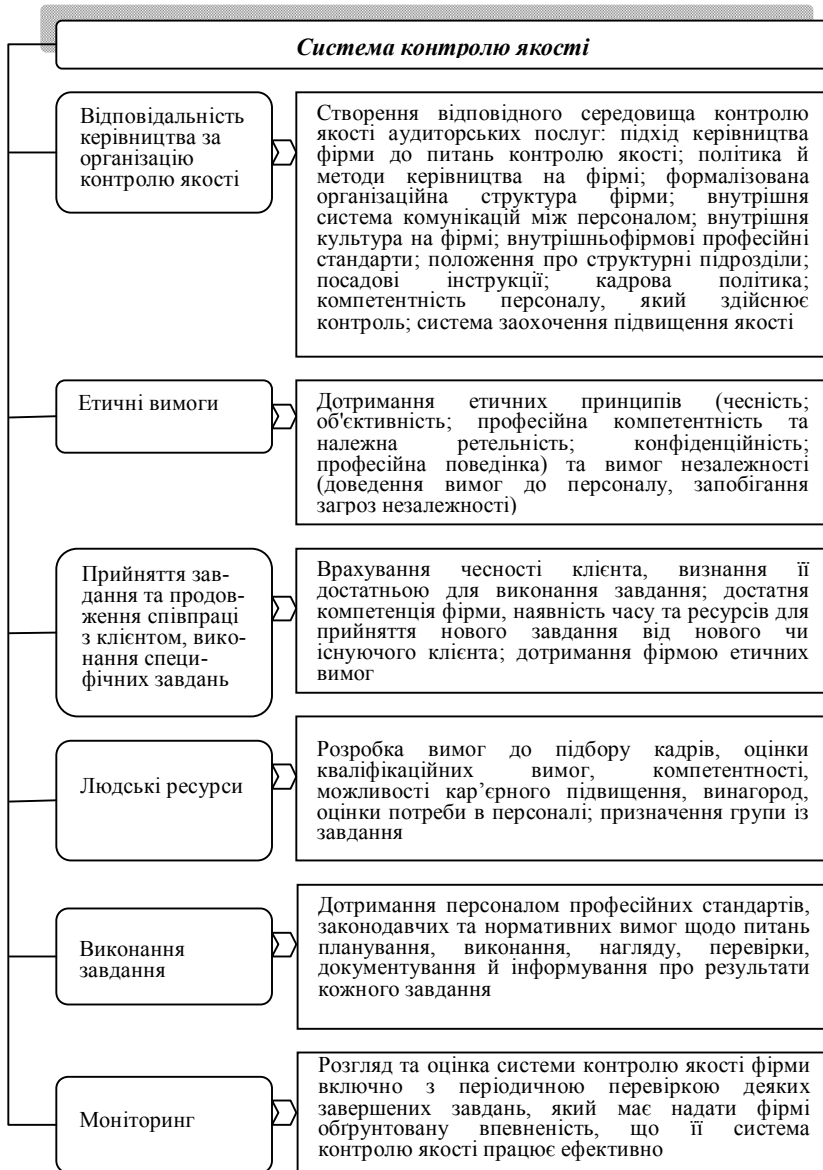 Система контролю якості
Відповідальність
керівництва за
організацію
контролю якості
Створення відповідного середовища контролю
якості аудиторських послуг: підхід керівництва
фірми до питань контролю якості; політика й
методи керівництва на фірмі; формалізована
організаційна структура фірми; внутрішня
система комунікацій між персоналом; внутрішня
культура на фірмі; внутрішньофірмові професійні
стандарти; положення про структурні підрозділи;
посадові інструкції; кадрова політика;
компетентність персоналу, який здійснює
контроль; система заохочення підвищення якості
Етичні вимоги
Дотримання етичних принципів (чесність;
об'єктивність; професійна компетентність та
належна ретельність; конфіденційність;
професійна поведінка) та вимог незалежності
(доведення вимог до персоналу, запобігання
загроз незалежності)
Прийняття зав-
дання та продов-
ження співпраці
з клієнтом, вико-
нання специ-
фічних завдань
Врахування чесності клієнта, визнання її
достатньою для виконання завдання; достатня
компетенція фірми, наявність часу та ресурсів для
прийняття нового завдання від нового чи
існуючого клієнта; дотримання фірмою етичних
вимог
Людські ресурси
Розробка вимог до підбору кадрів, оцінки
кваліфікаційних вимог, компетентності,
можливості кар’єрного підвищення, винагород,
оцінки потреби в персоналі; призначення групи із
завдання
Виконання
завдання
Дотримання персоналом професійних стандартів,
законодавчих та нормативних вимог щодо питань
планування, виконання, нагляду, перевірки,
документування й інформування про результати
кожного завдання
Моніторинг
Розгляд та оцінка системи контролю якості фірми
включно з періодичною перевіркою деяких
завершених завдань, який має надати фірмі
обґрунтовану впевненість, що її система
контролю якості працює ефективно